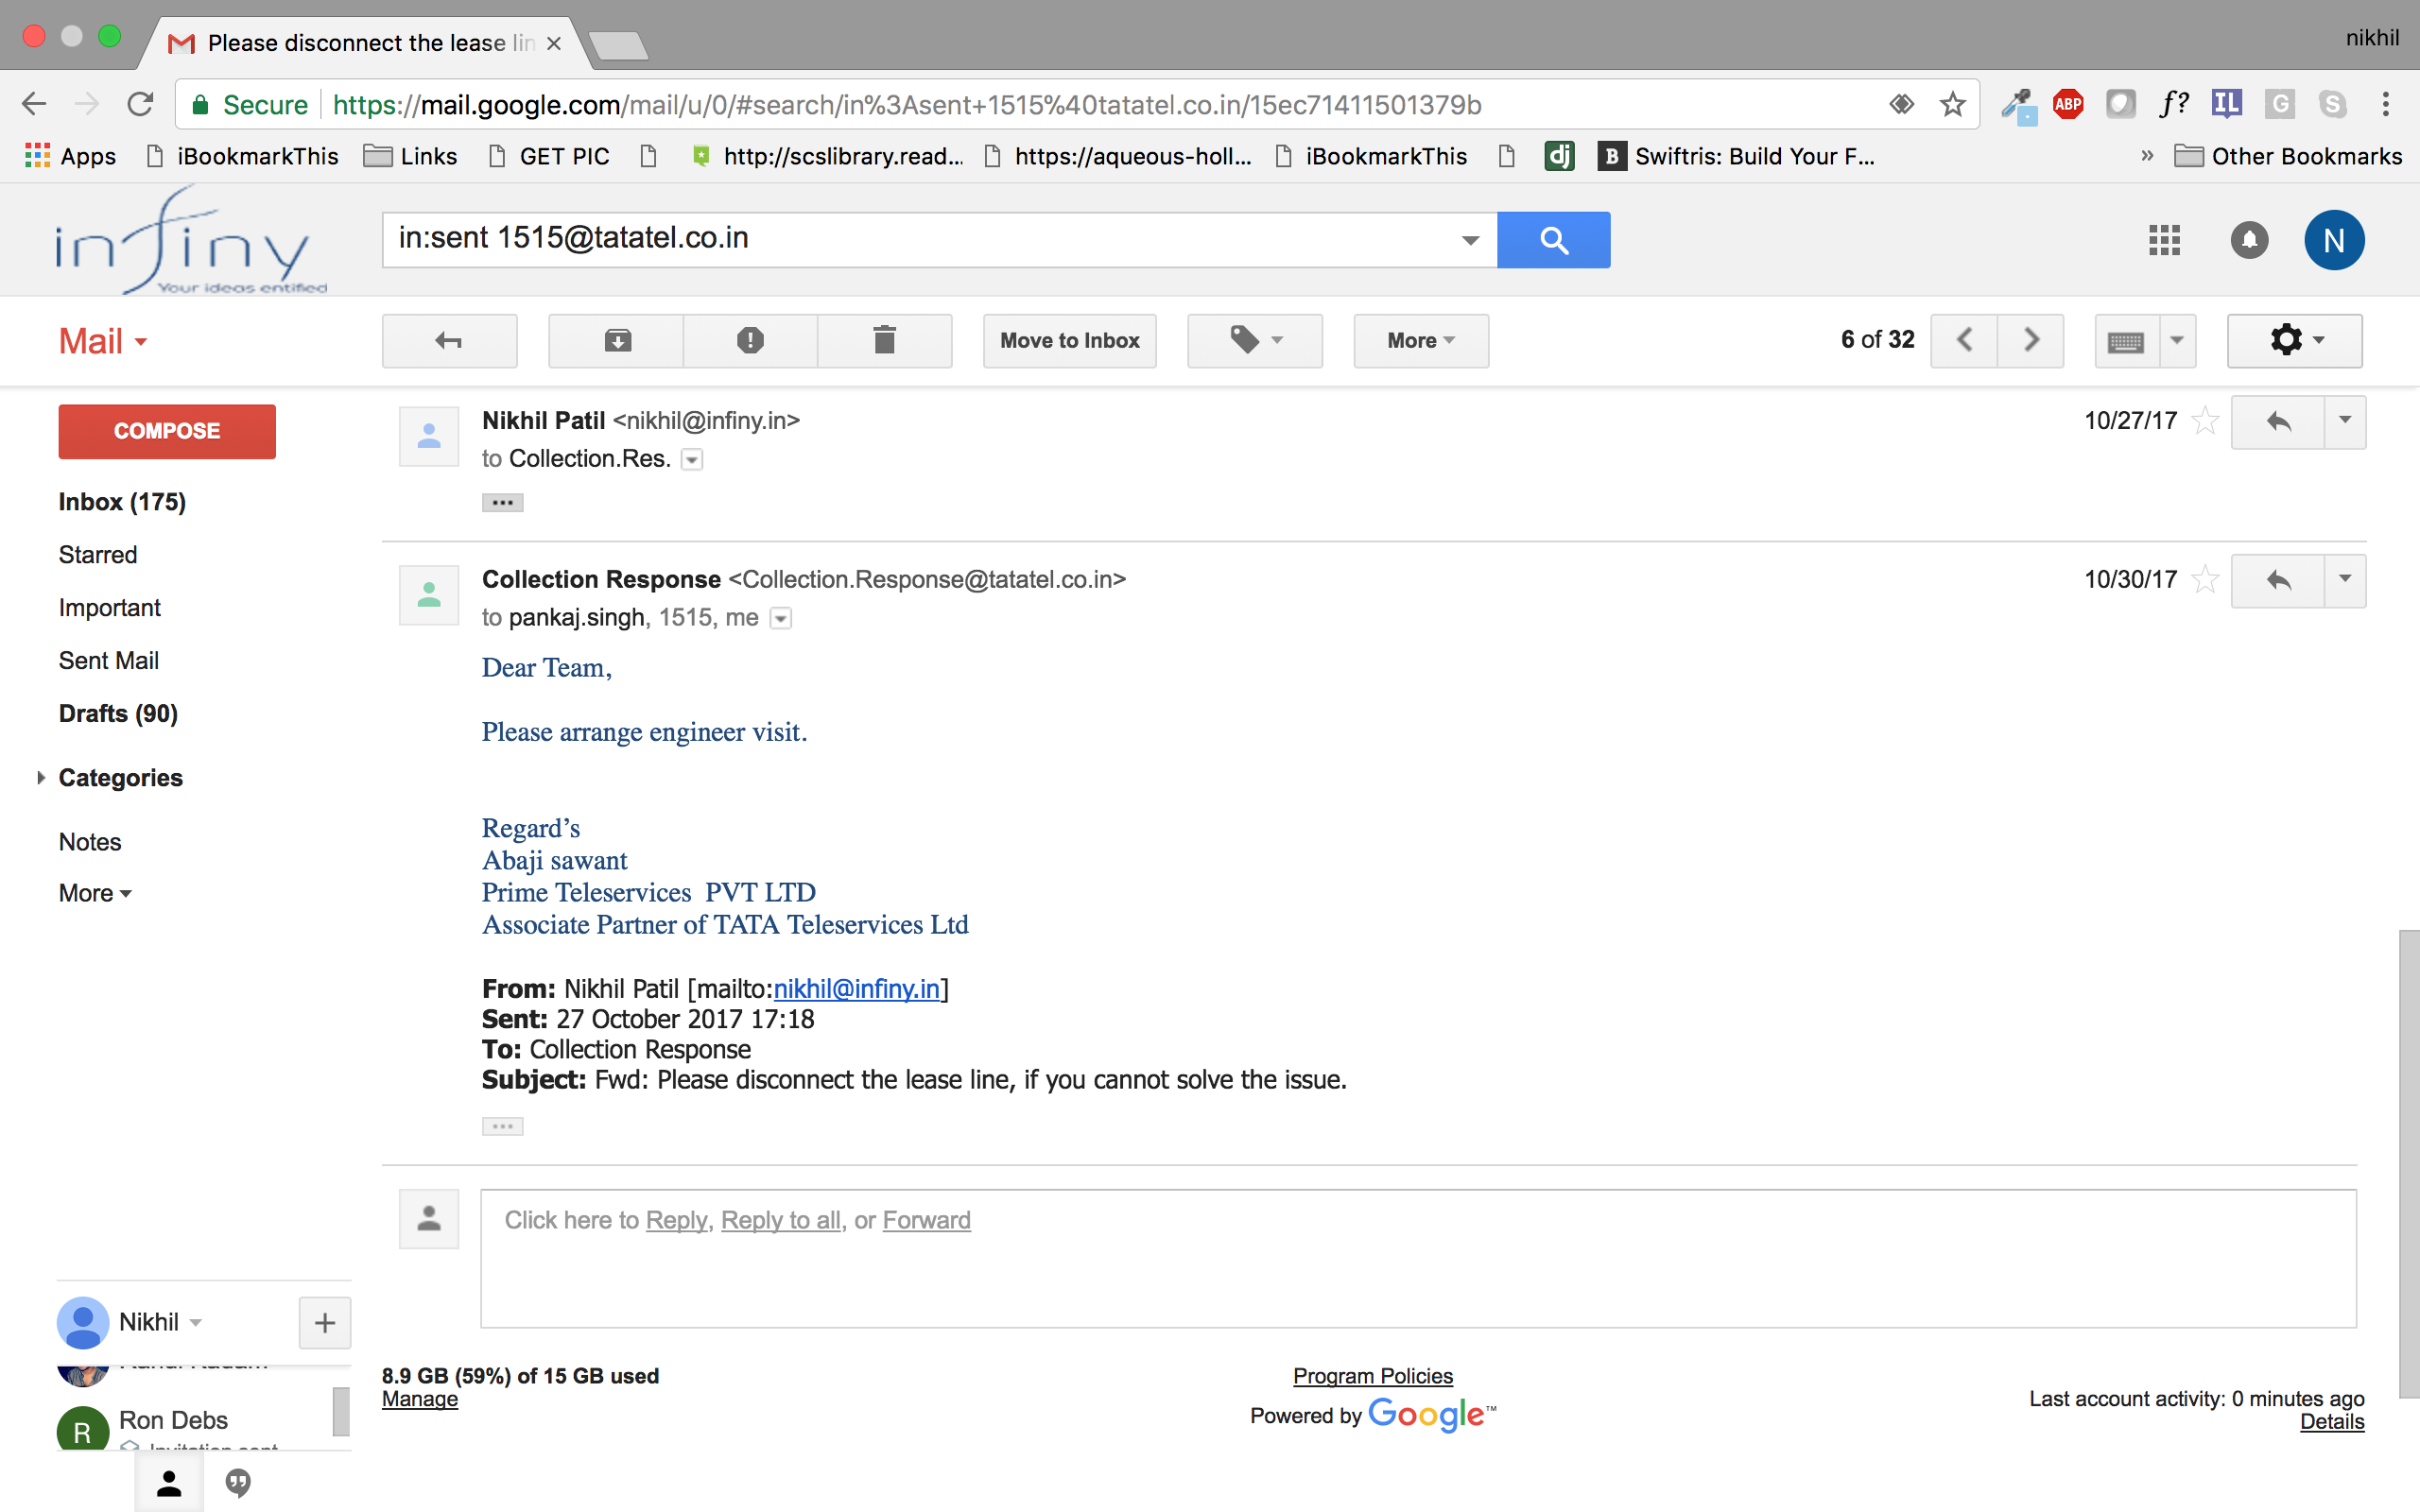 Please disconnect the lease lin
nikhil
Secure https://mail.google.com/mail/u/0/#search/in%3Asent+1515%40tatatel.co.in/15ec71411501379b
ABP
f?
IL
G
S
Apps iBookmarkThis Links GET PIC http://scslibrary.read... https://aqueous-holl... iBookmarkThis dj B Swiftris: Build Your F... » Other Bookmarks
infiny
Your ideas entified
in:sent 1515@tatatel.co.in
N
Mail
Move to Inbox
More
6 of 32
COMPOSE
Inbox (175)
Starred
Important
Sent Mail
Drafts (90)
Categories
Notes
More
Nikhil Patil <nikhil@infiny.in>
10/27/17
to Collection.Res.
Collection Response <Collection.Response@tatatel.co.in>
10/30/17
to pankaj.singh, 1515, me
Dear Team,
Please arrange engineer visit.
Regard’s
Abaji sawant
Prime Teleservices  PVT LTD
Associate Partner of TATA Teleservices Ltd
From: Nikhil Patil [mailto:nikhil@infiny.in]
Sent: 27 October 2017 17:18
To: Collection Response
Subject: Fwd: Please disconnect the lease line, if you cannot solve the issue.
Click here to Reply, Reply to all, or Forward
Nikhil
R
Ron Debs
Invitation sent
8.9 GB (59%) of 15 GB used
Manage
Program Policies
Powered by Google™
Last account activity: 0 minutes ago
Details